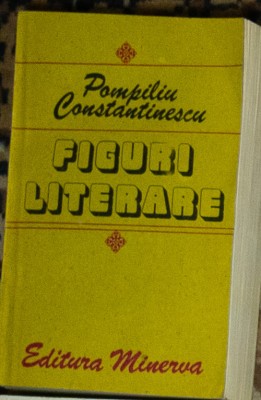 Pompiliu
Constantinescu
FIGURI
LITERARE
Editura Minerva